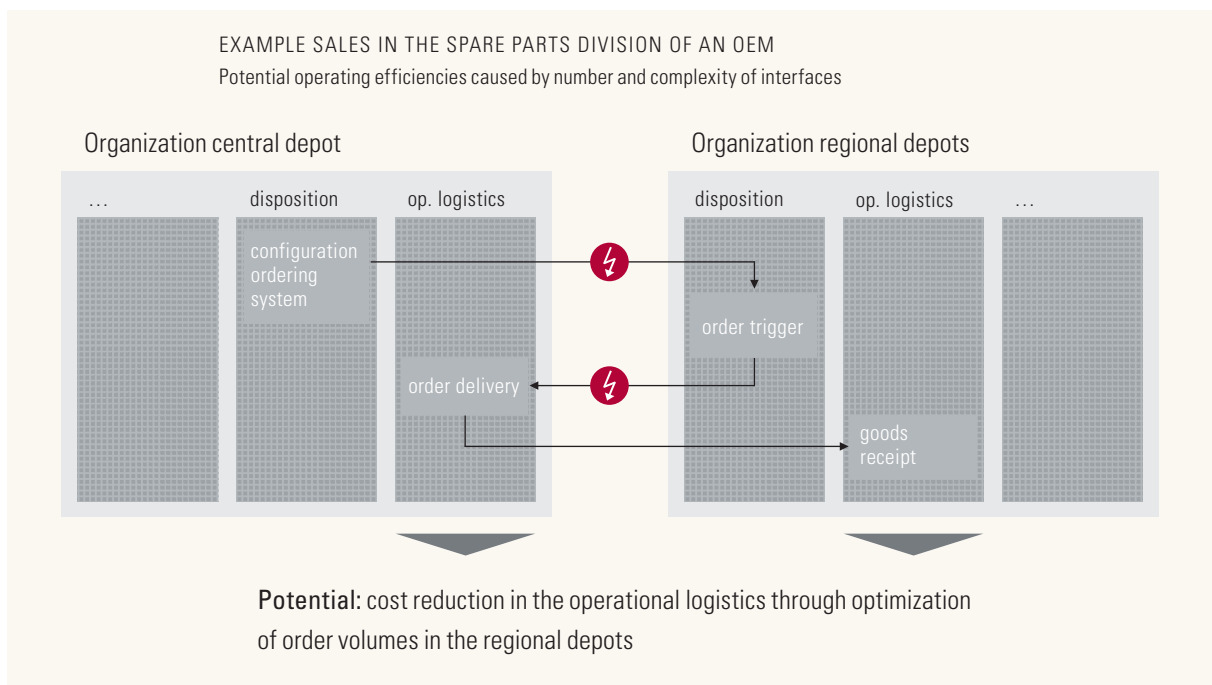 EXAMPLE SALES IN THE SPARE PARTS DIVISION OF AN OEM
Potential operating efficiencies caused by number and complexity of interfaces
Organization central depot
Organization regional depots
...
disposition
op. logistics
disposition
op. logistics
...
configuration
ordering
system
order trigger
order delivery
goods
receipt
Potential: cost reduction in the operational logistics through optimization
of order volumes in the regional depots